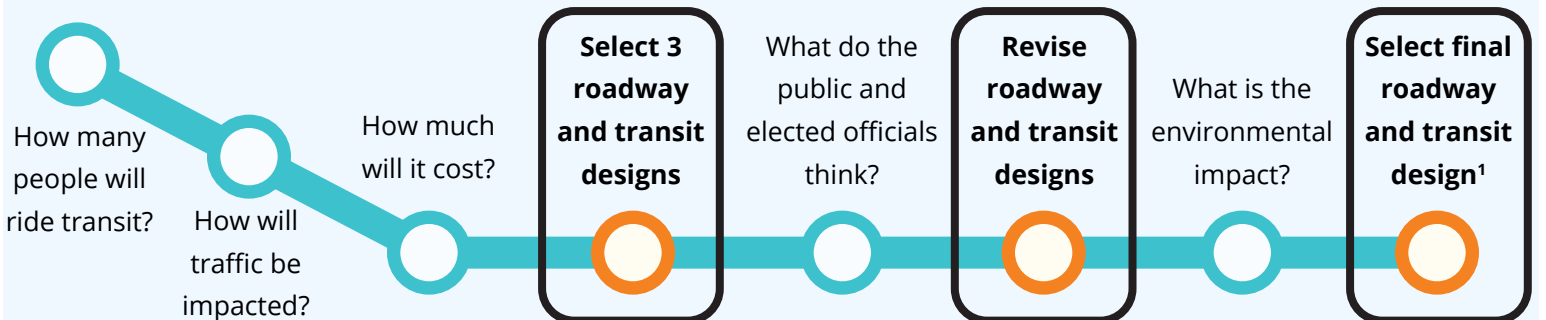 How many
people will
ride transit?
How will
traffic be
impacted?
How much
will it cost?
Select 3
roadway
and transit
designs
What do the
public and
elected officials
think?
Revise
roadway
and transit
designs
What is the
environmental
impact?
Select final
roadway
and transit
design¹